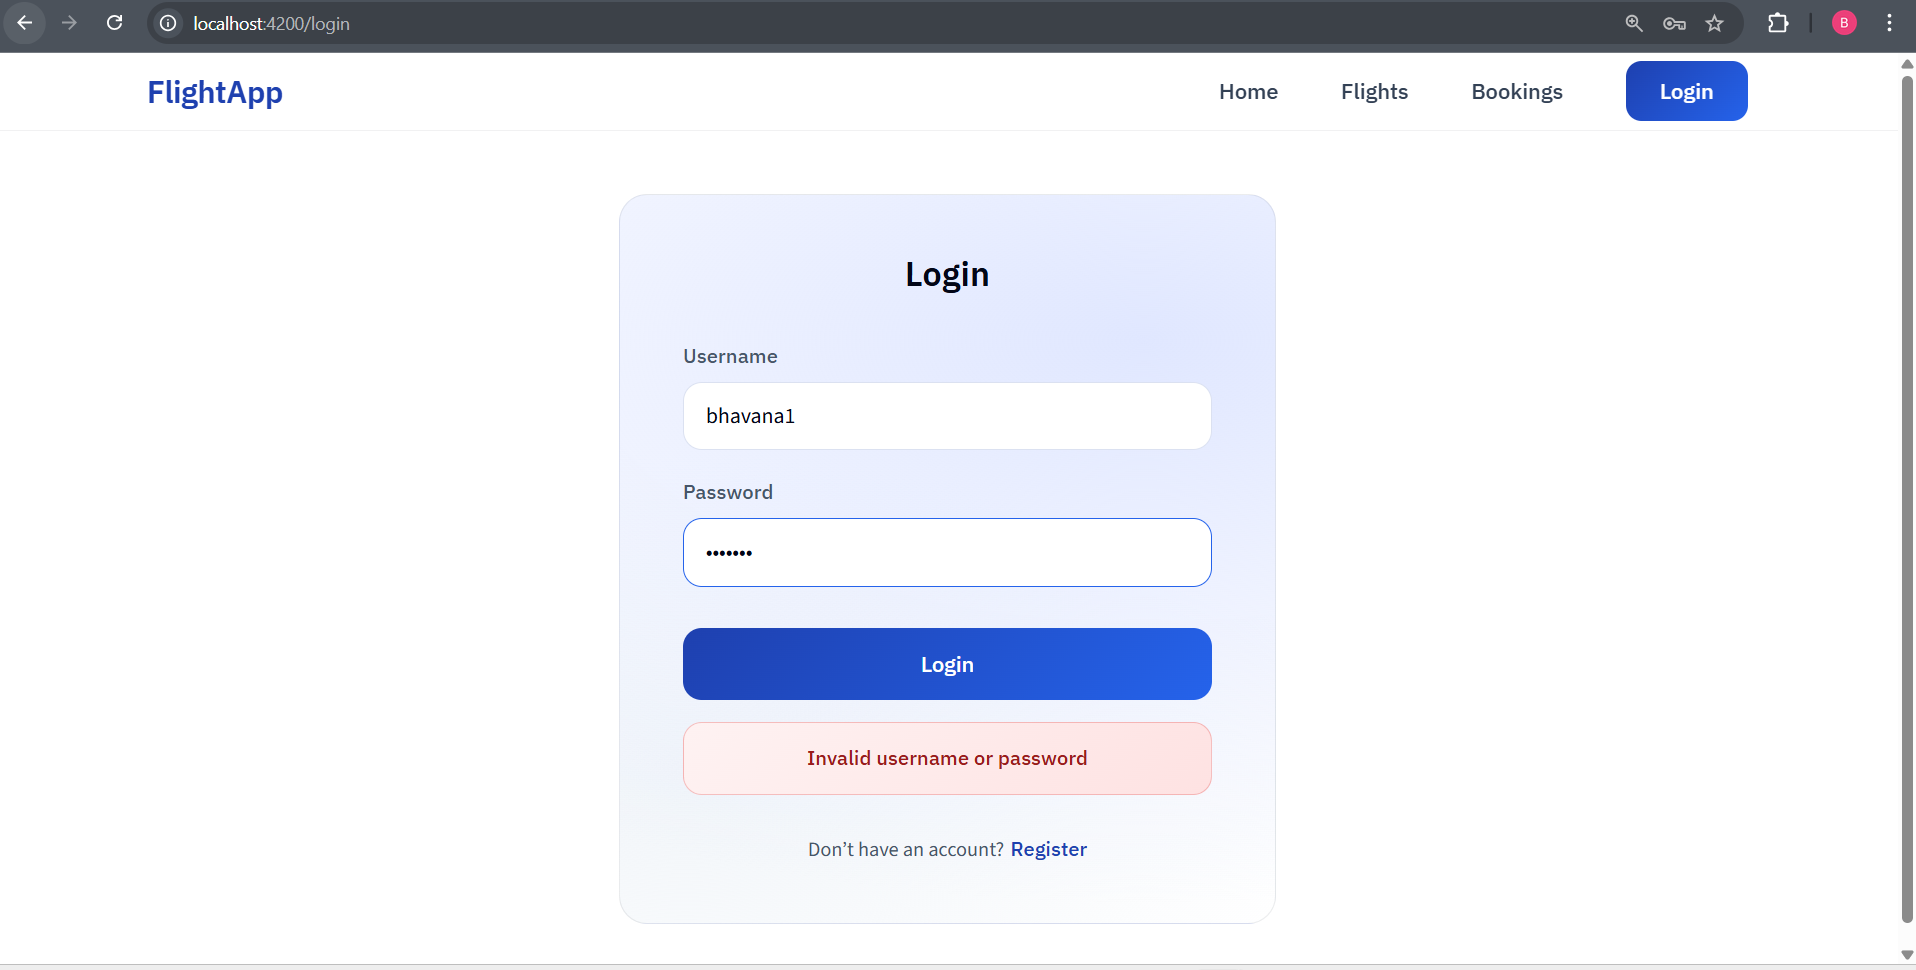 localhost:4200/login
B
FlightApp
Home Flights Bookings Login
Login
Username
bhavana1
Password
•••••••
Login
Invalid username or password
Don’t have an account? Register